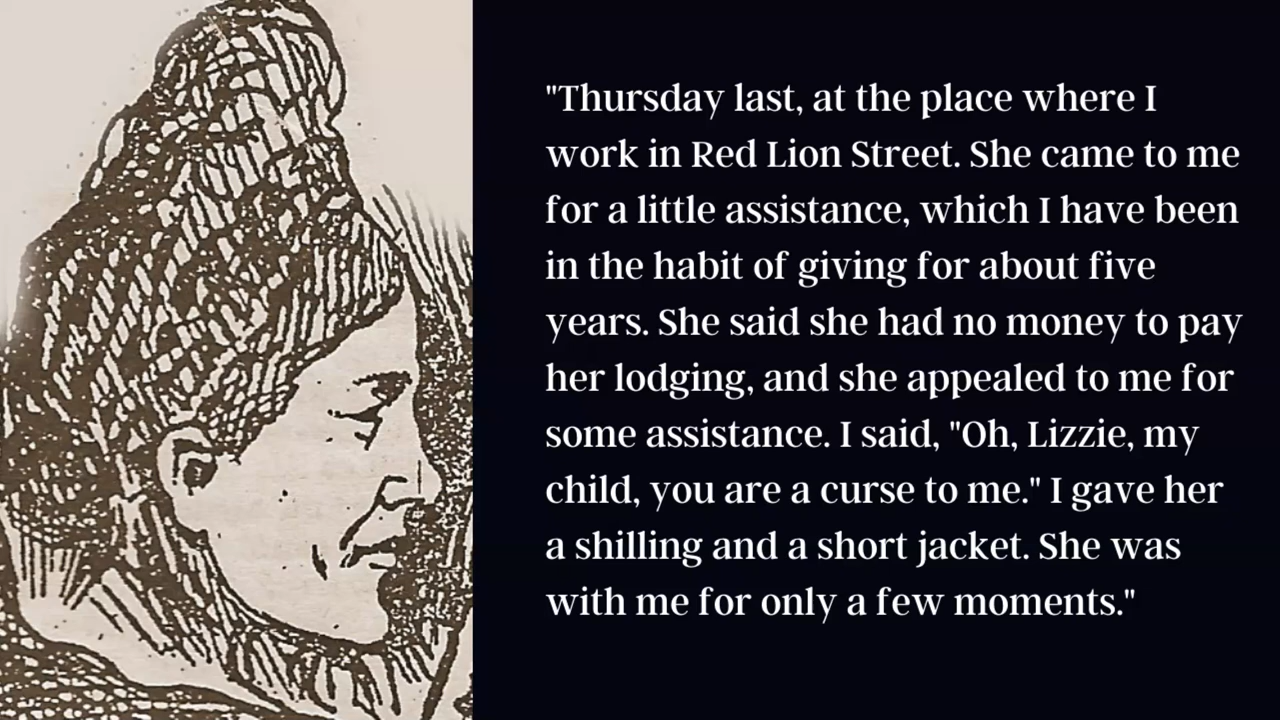 "Thursday last, at the place where I
work in Red Lion Street. She came to me
for a little assistance, which I have been
in the habit of giving for about five
years. She said she had no money to pay
her lodging, and she appealed to me for
some assistance. I said, "Oh, Lizzie, my
child, you are a curse to me." I gave her
a shilling and a short jacket. She was
with me for only a few moments."